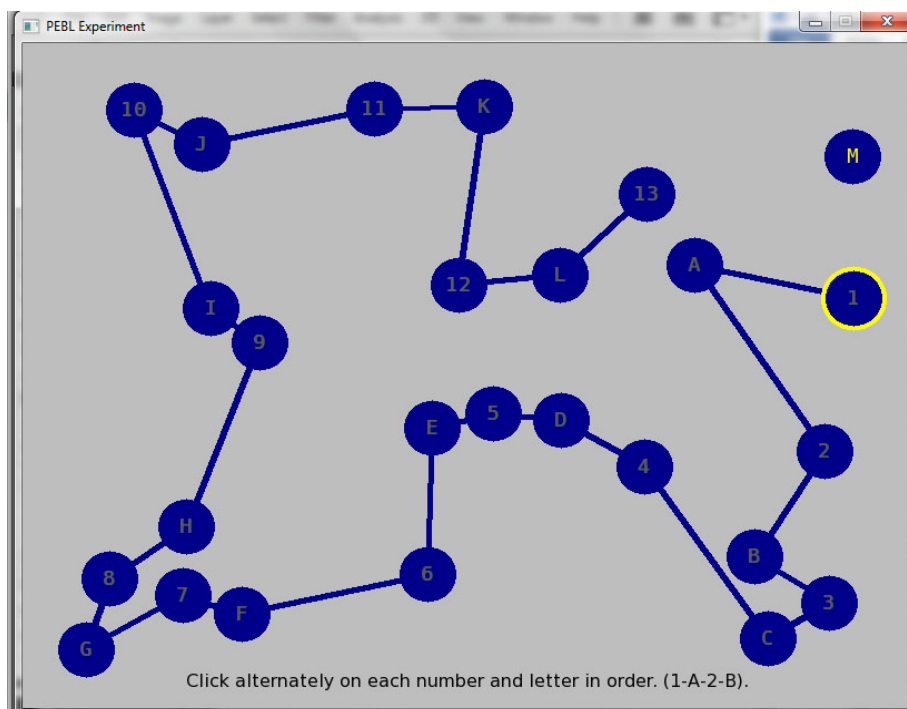 PEBL Experiment
10
J
11
K
M
13
A
12
L
1
I
9
E
5
D
2
4
H
B
8
6
7
3
F
C
G
Click alternately on each number and letter in order. (1-A-2-B).